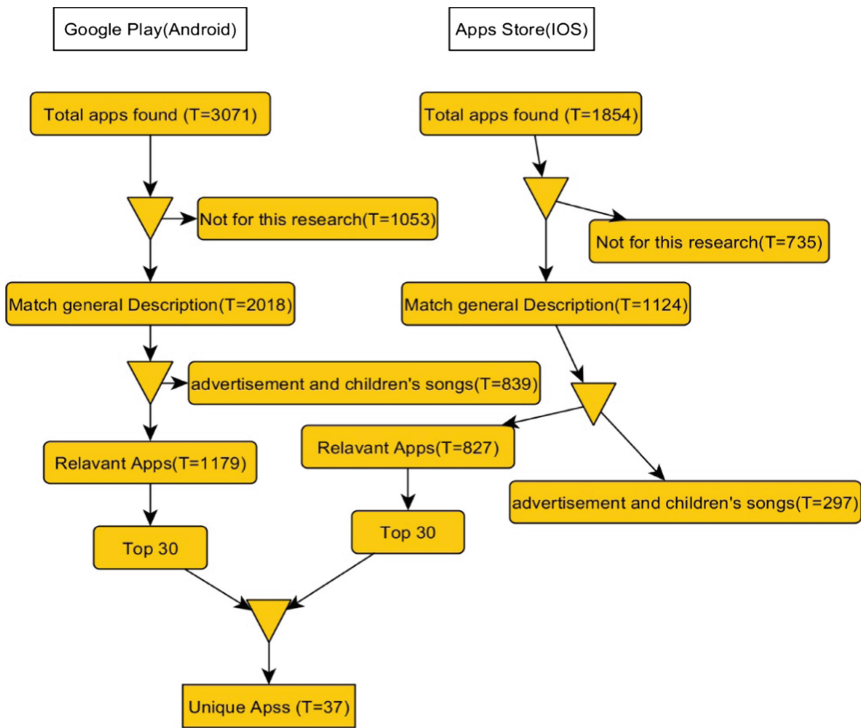 Google Play(Android)
Apps Store(IOS)
Total apps found (T=3071)
Total apps found (T=1854)
Not for this research(T=1053)
Not for this research(T=735)
Match general Description(T=2018)
Match general Description(T=1124)
advertisement and children's songs(T=839)
Relavant Apps(T=1179)
Relavant Apps(T=827)
advertisement and children's songs(T=297)
Top 30
Top 30
Unique Apss (T=37)